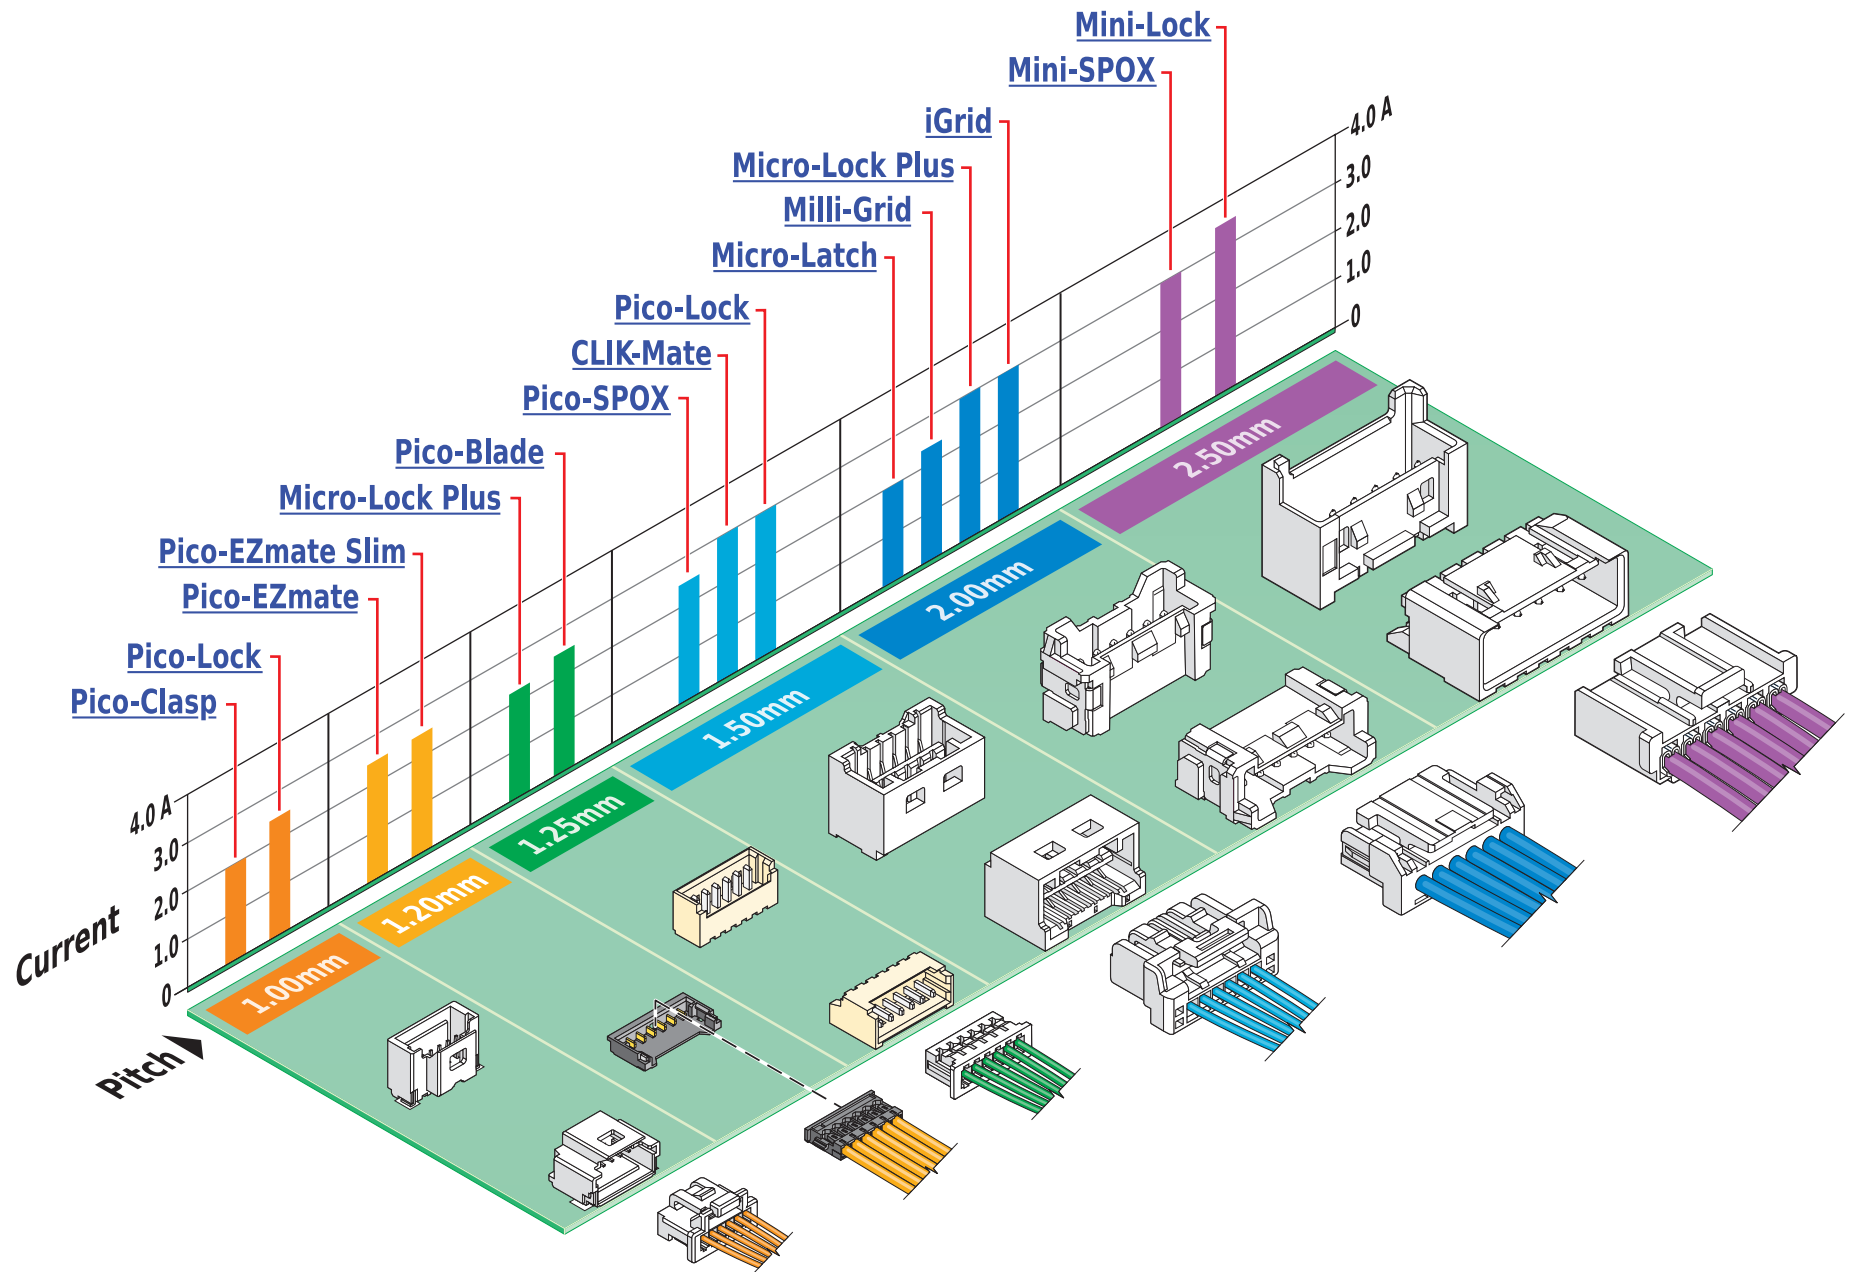 Mini-Lock
Mini-SPOX
iGrid
Micro-Lock Plus
Milli-Grid
Micro-Latch
Pico-Lock
CLIK-Mate
Pico-SPOX
Pico-Blade
Micro-Lock Plus
Pico-EZmate Slim
Pico-EZmate
Pico-Lock
Pico-Clasp
4.0 A
3.0
2.0
1.0
0
4.0 A
3.0
2.0
1.0
0
Current
Pitch
1.00mm
1.20mm
1.25mm
1.50mm
2.00mm
2.50mm